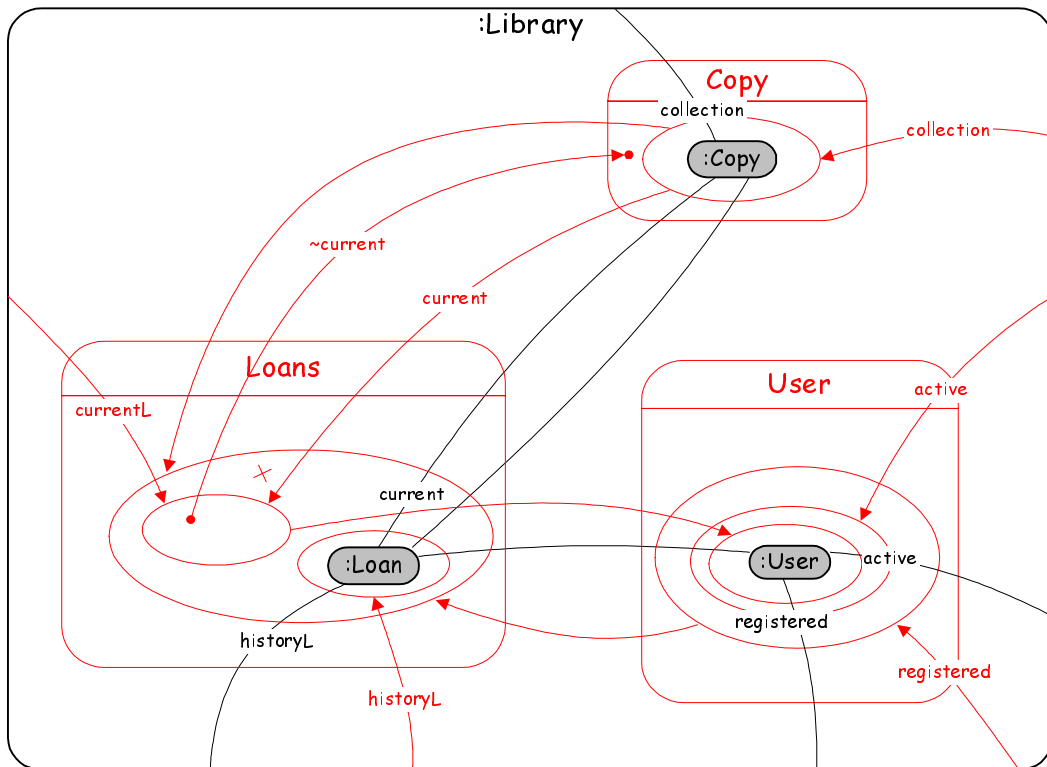 :Library
Copy
collection
collection
:Copy
~current
current
Loans
User
active
currentL
current
:Loan
:User
active
registered
historyL
registered
historyL